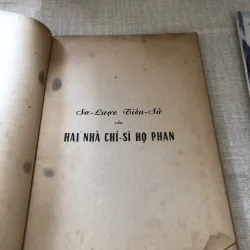 Sơ-Lược Tiểu-Sử
của
HAI NHÀ CHÍ-SĨ HỌ PHAN